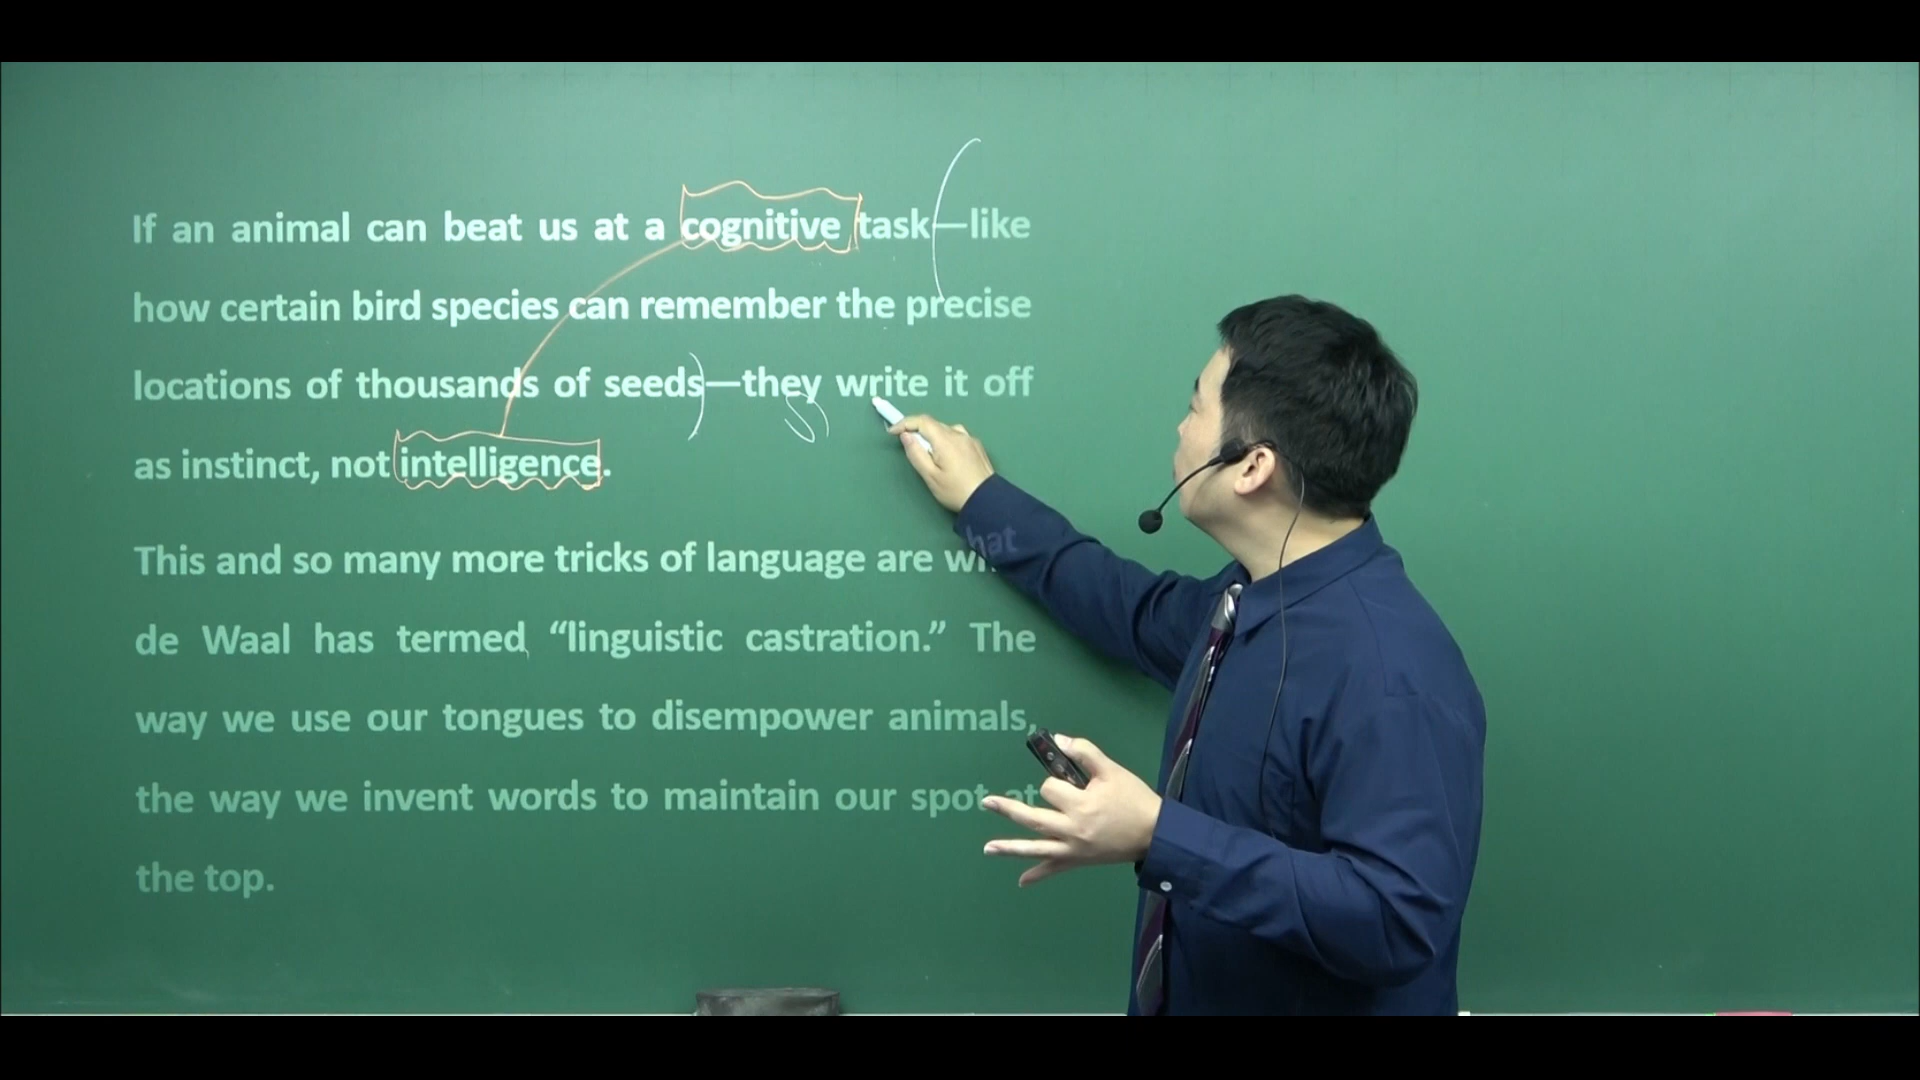 If an animal can beat us at a cognitive task—like
how certain bird species can remember the precise
locations of thousands of seeds—they write it off
as instinct, not intelligence.
This and so many more tricks of language are what
de Waal has termed “linguistic castration.” The
way we use our tongues to disempower animals,
the way we invent words to maintain our spot at
the top.
S